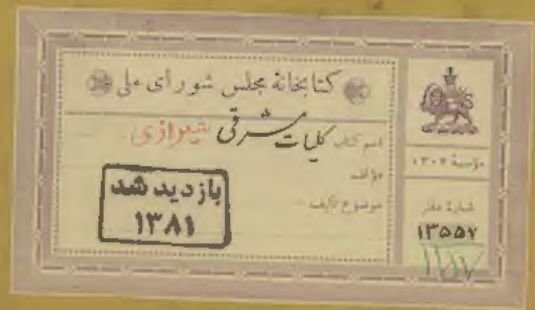 کتابخانهٔ مجلس شورای ملی
اسم کتاب کلیات مشرقی شیرازی
مؤلف
موضوع تألیف
بازدید شد
۱۳۸۱
مؤسسهٔ ۱۳۰۲
شمارهٔ دفتر
۱۳۵۵۷